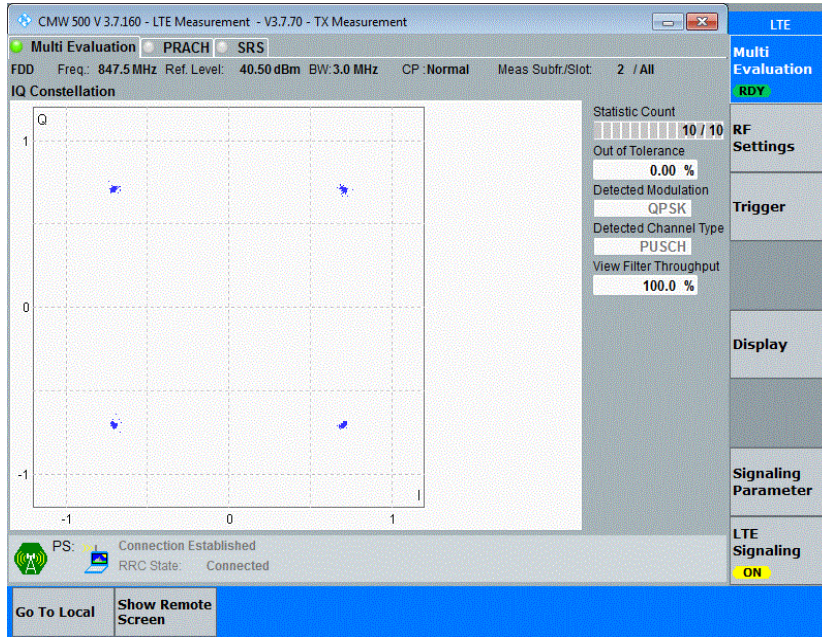 CMW 500 V 3.7.160 - LTE Measurement - V3.7.70 - TX Measurement
LTE
Multi Evaluation PRACH SRS
Multi
Evaluation
RDY
FDD Freq.: 847.5 MHz Ref. Level: 40.50 dBm BW: 3.0 MHz CP : Normal Meas Subfr./Slot: 2 / All
IQ Constellation
Q
1
0
-1
I
-1 0 1
Statistic Count
10 / 10
Out of Tolerance
0.00 %
Detected Modulation
QPSK
Detected Channel Type
PUSCH
View Filter Throughput
100.0 %
RF
Settings
Trigger
Display
Signaling
Parameter
LTE
Signaling
ON
PS: Connection Established
RRC State: Connected
Go To Local
Show Remote
Screen